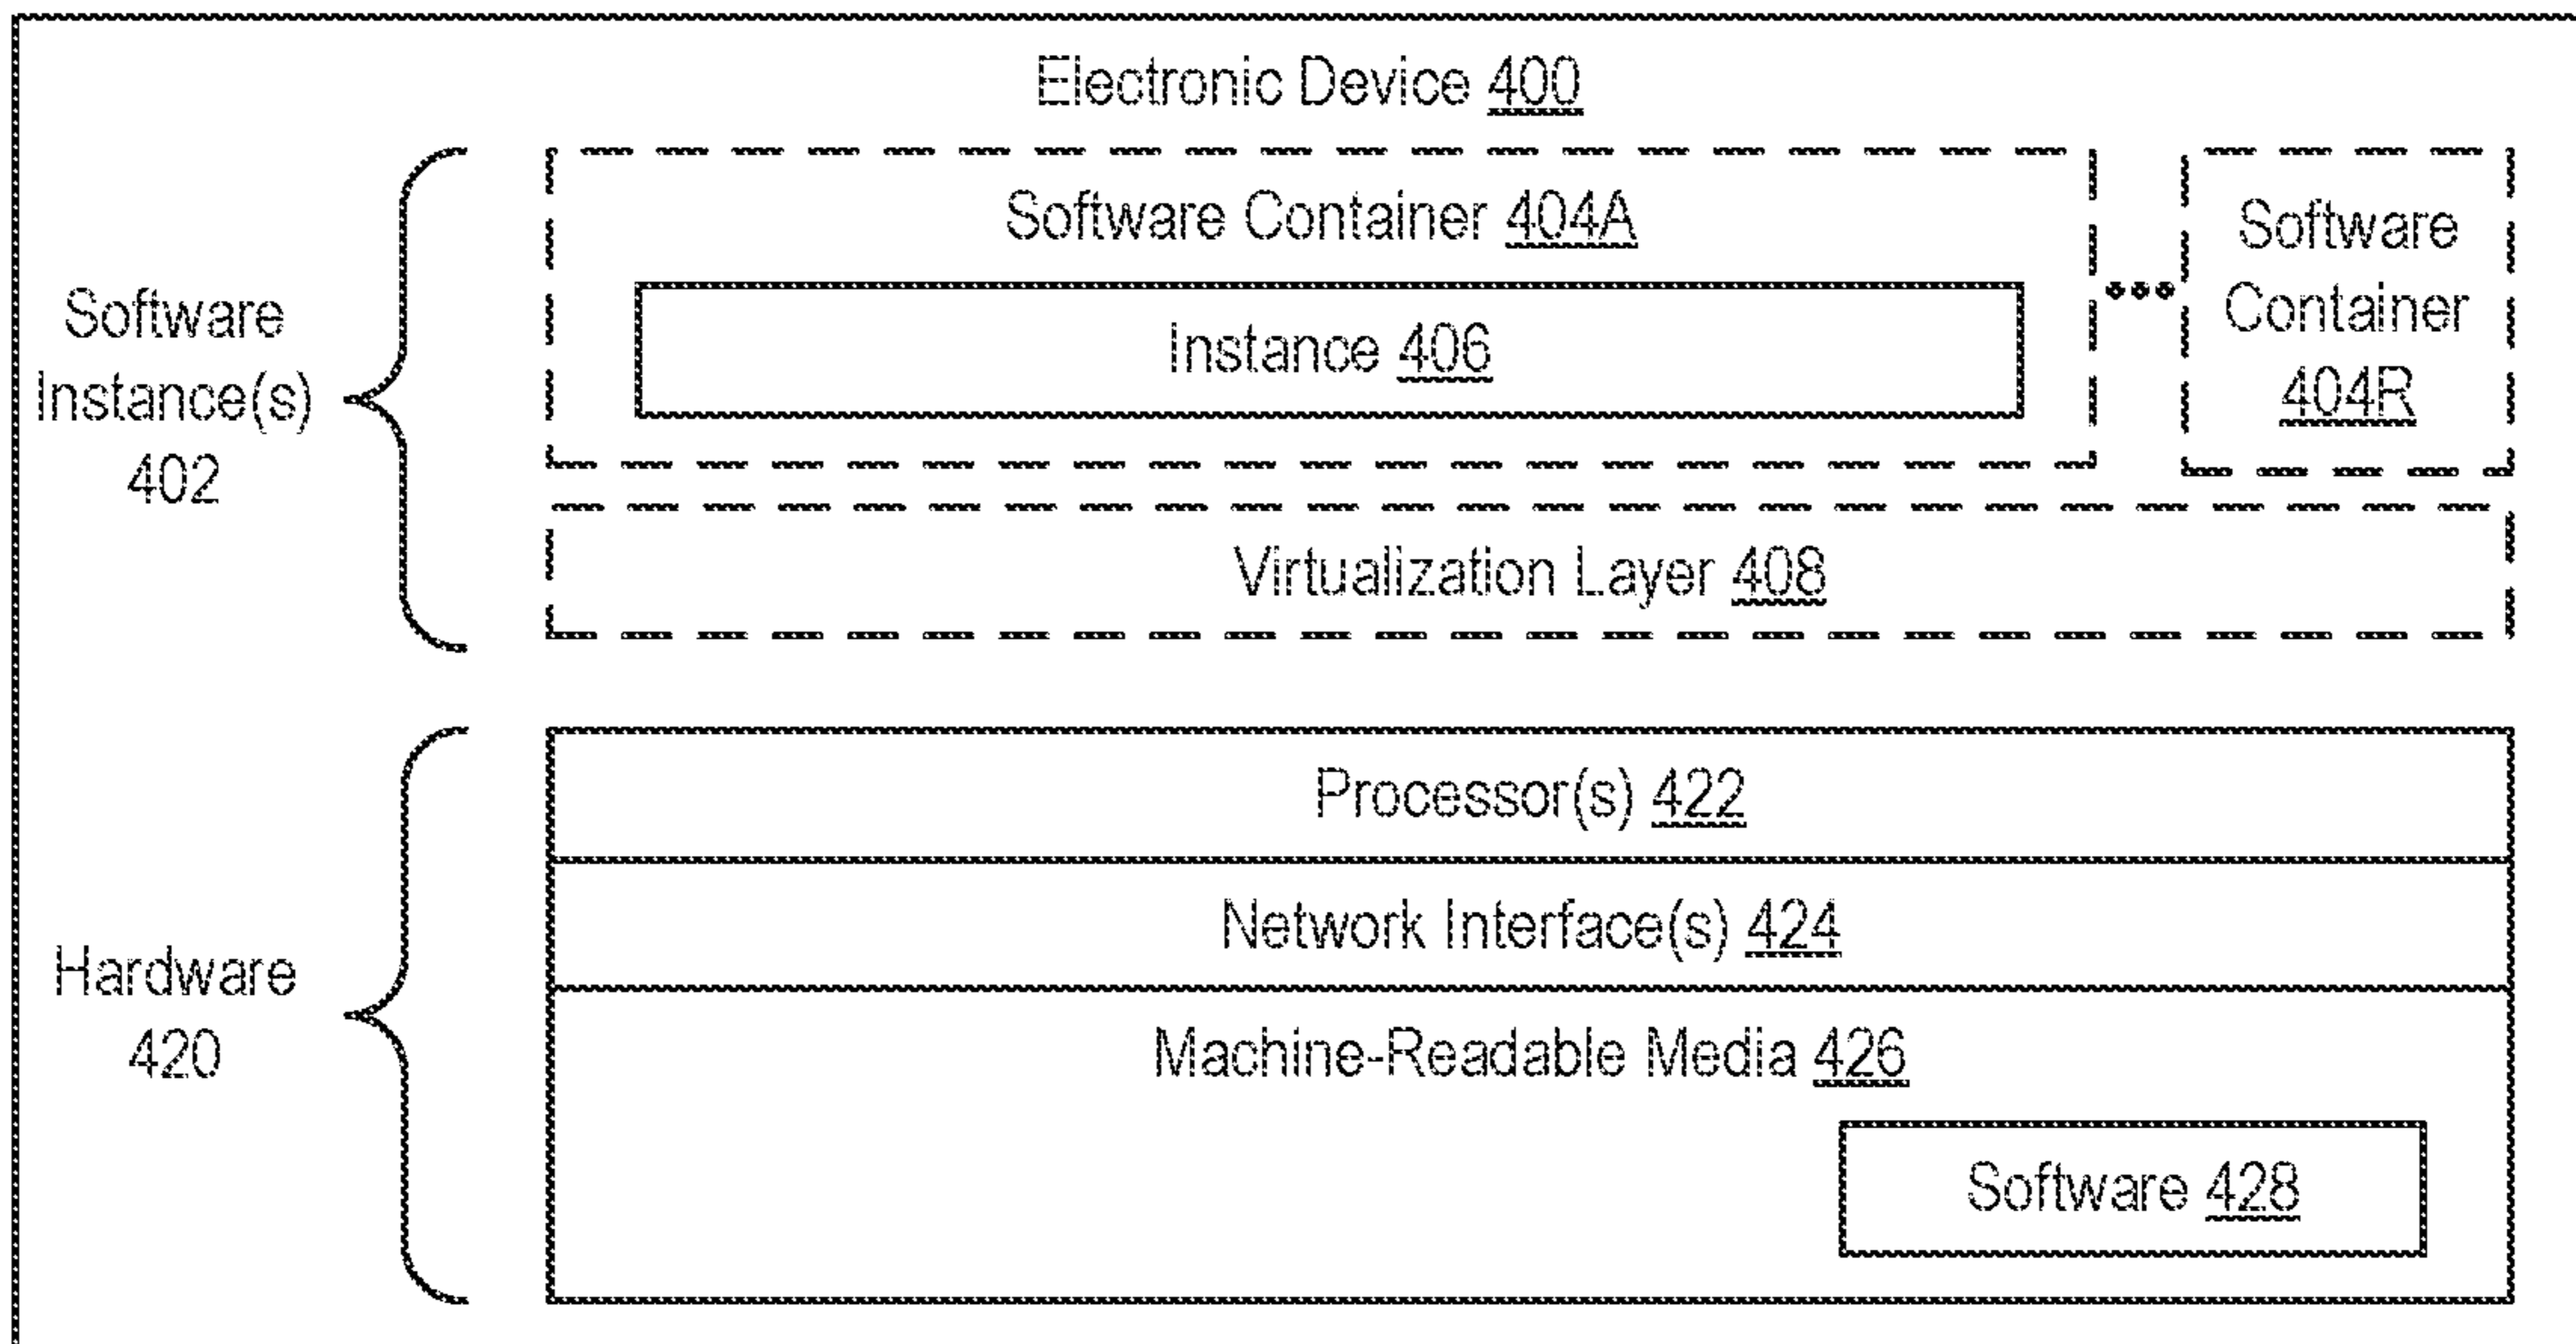 Electronic Device 400
Software
Instance(s)
402
Software Container 404A
Instance 406
Software
Container
404R
Virtualization Layer 408
Hardware
420
Processor(s) 422
Network Interface(s) 424
Machine-Readable Media 426
Software 428